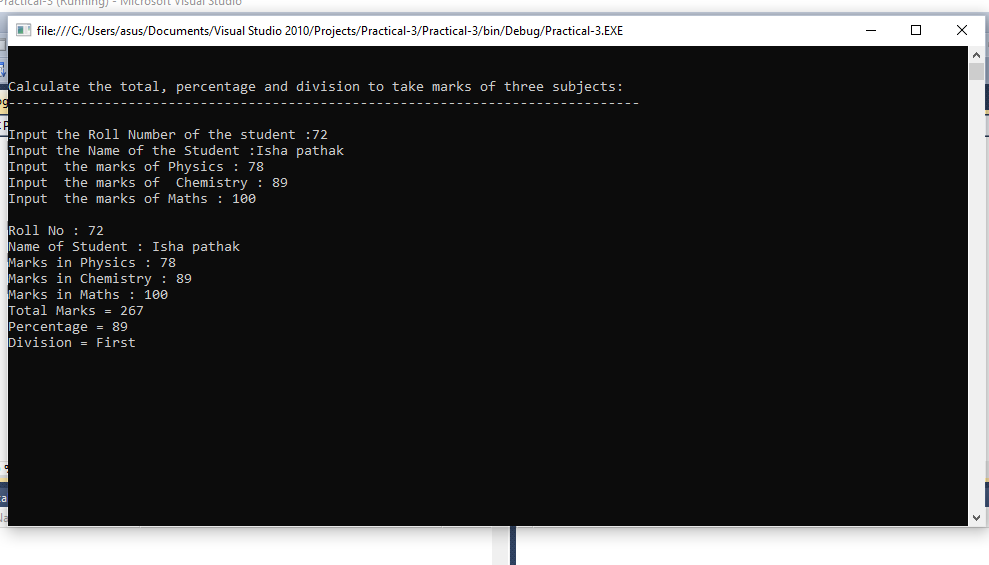 Practical-3 (Running) - Microsoft Visual Studio
file:///C:/Users/asus/Documents/Visual Studio 2010/Projects/Practical-3/Practical-3/bin/Debug/Practical-3.EXE
Calculate the total, percentage and division to take marks of three subjects:
-------------------------------------------------------------------------------
Input the Roll Number of the student :72
Input the Name of the Student :Isha pathak
Input  the marks of Physics : 78
Input  the marks of  Chemistry : 89
Input  the marks of Maths : 100
Roll No : 72
Name of Student : Isha pathak
Marks in Physics : 78
Marks in Chemistry : 89
Marks in Maths : 100
Total Marks = 267
Percentage = 89
Division = First